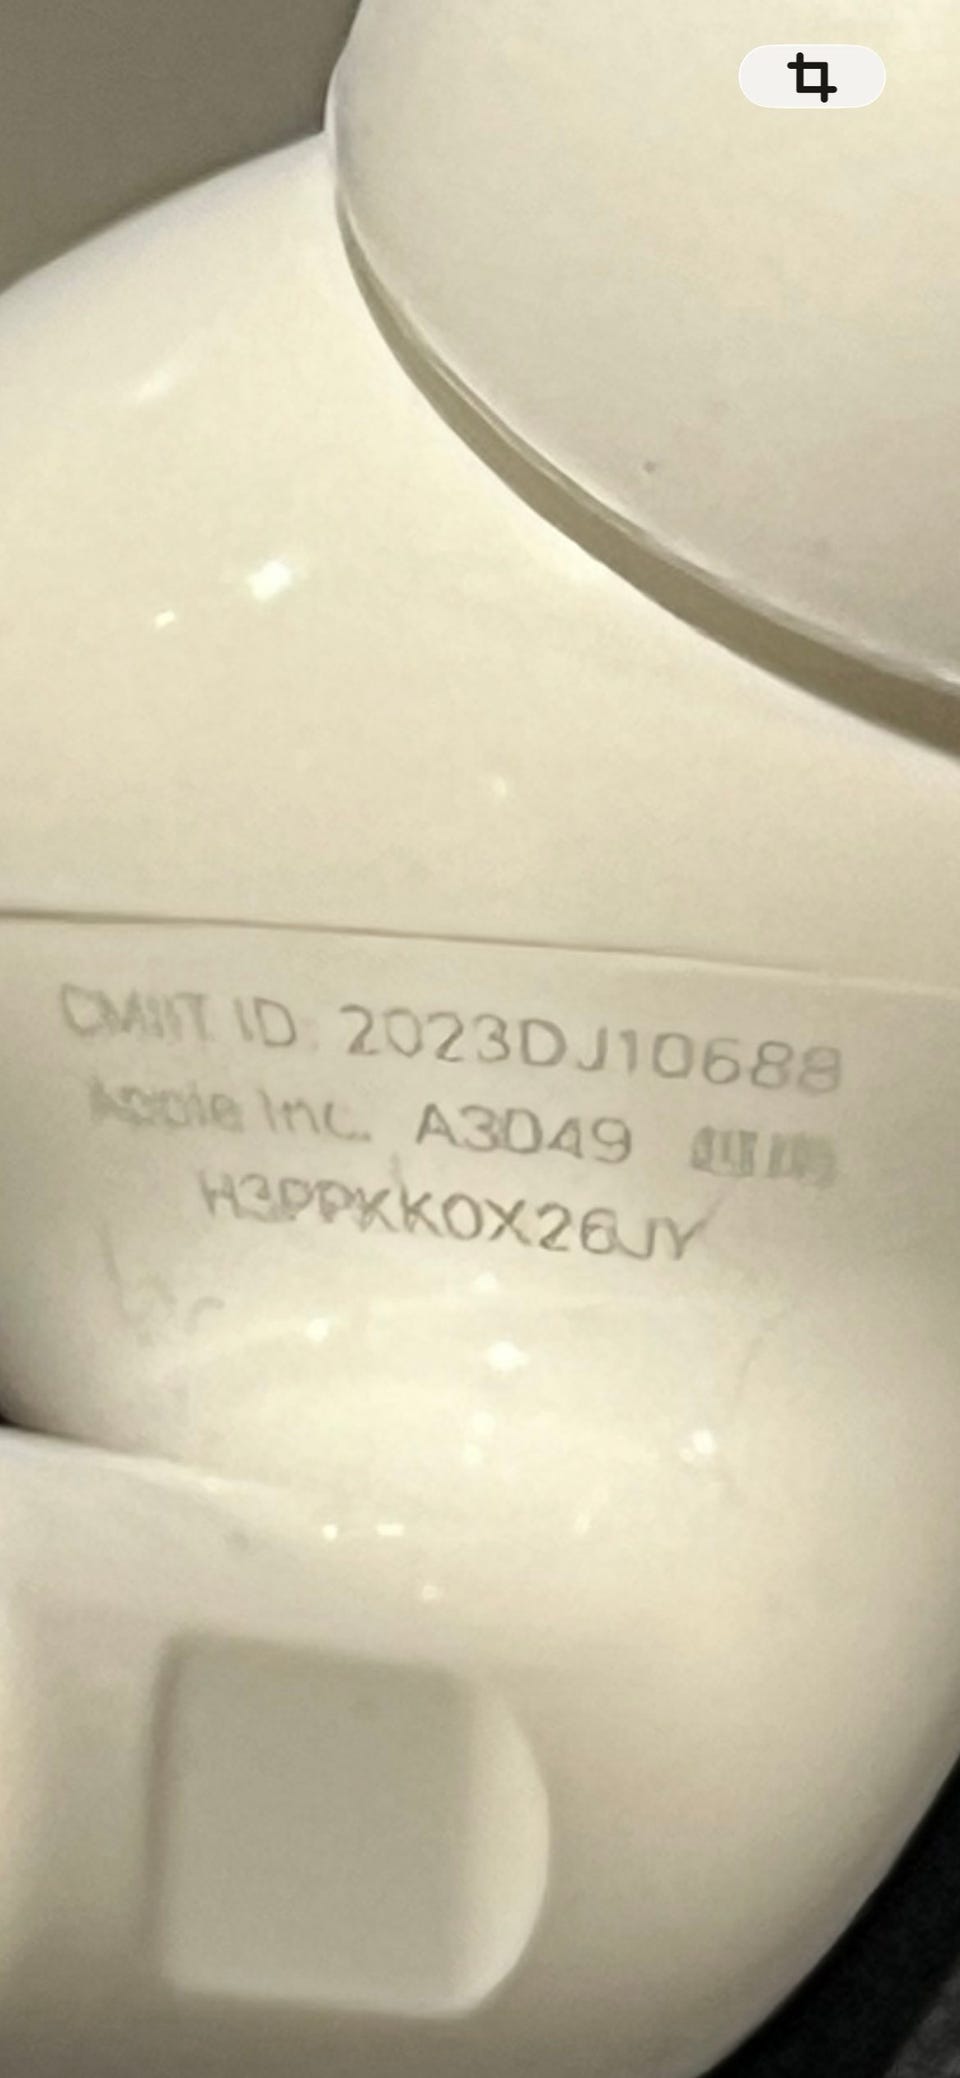 CMIIT ID: 2023DJ10688
Apple Inc. A3049
H3PPKK0X26JY